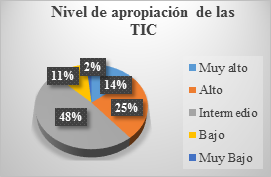 Nivel de apropiación de las
TIC
2%
11%
14%
25%
48%
Muy alto
Alto
Intermedio
Bajo
Muy Bajo